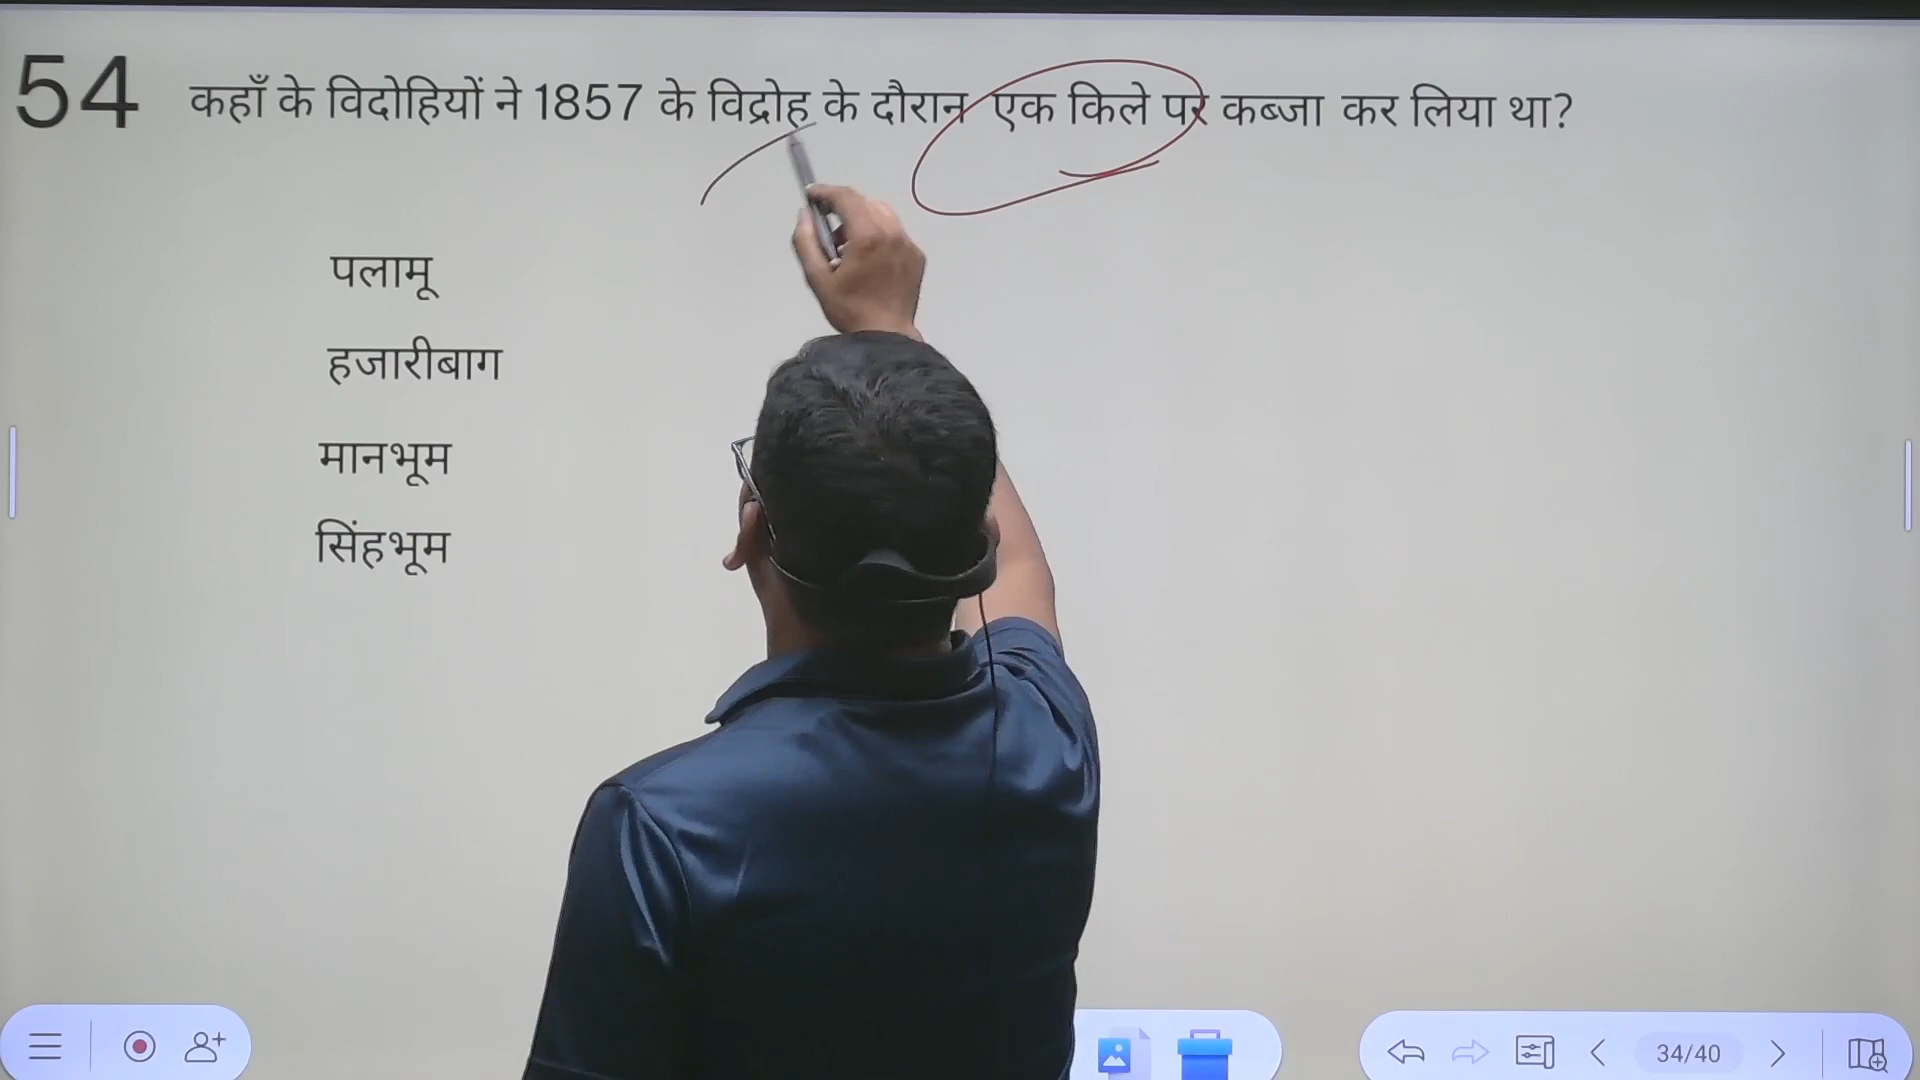 54 कहाँ के विदोहियों ने 1857 के विद्रोह के दौरान एक किले पर कब्जा कर लिया था?
पलामू
हजारीबाग
मानभूम
सिंहभूम
34/40